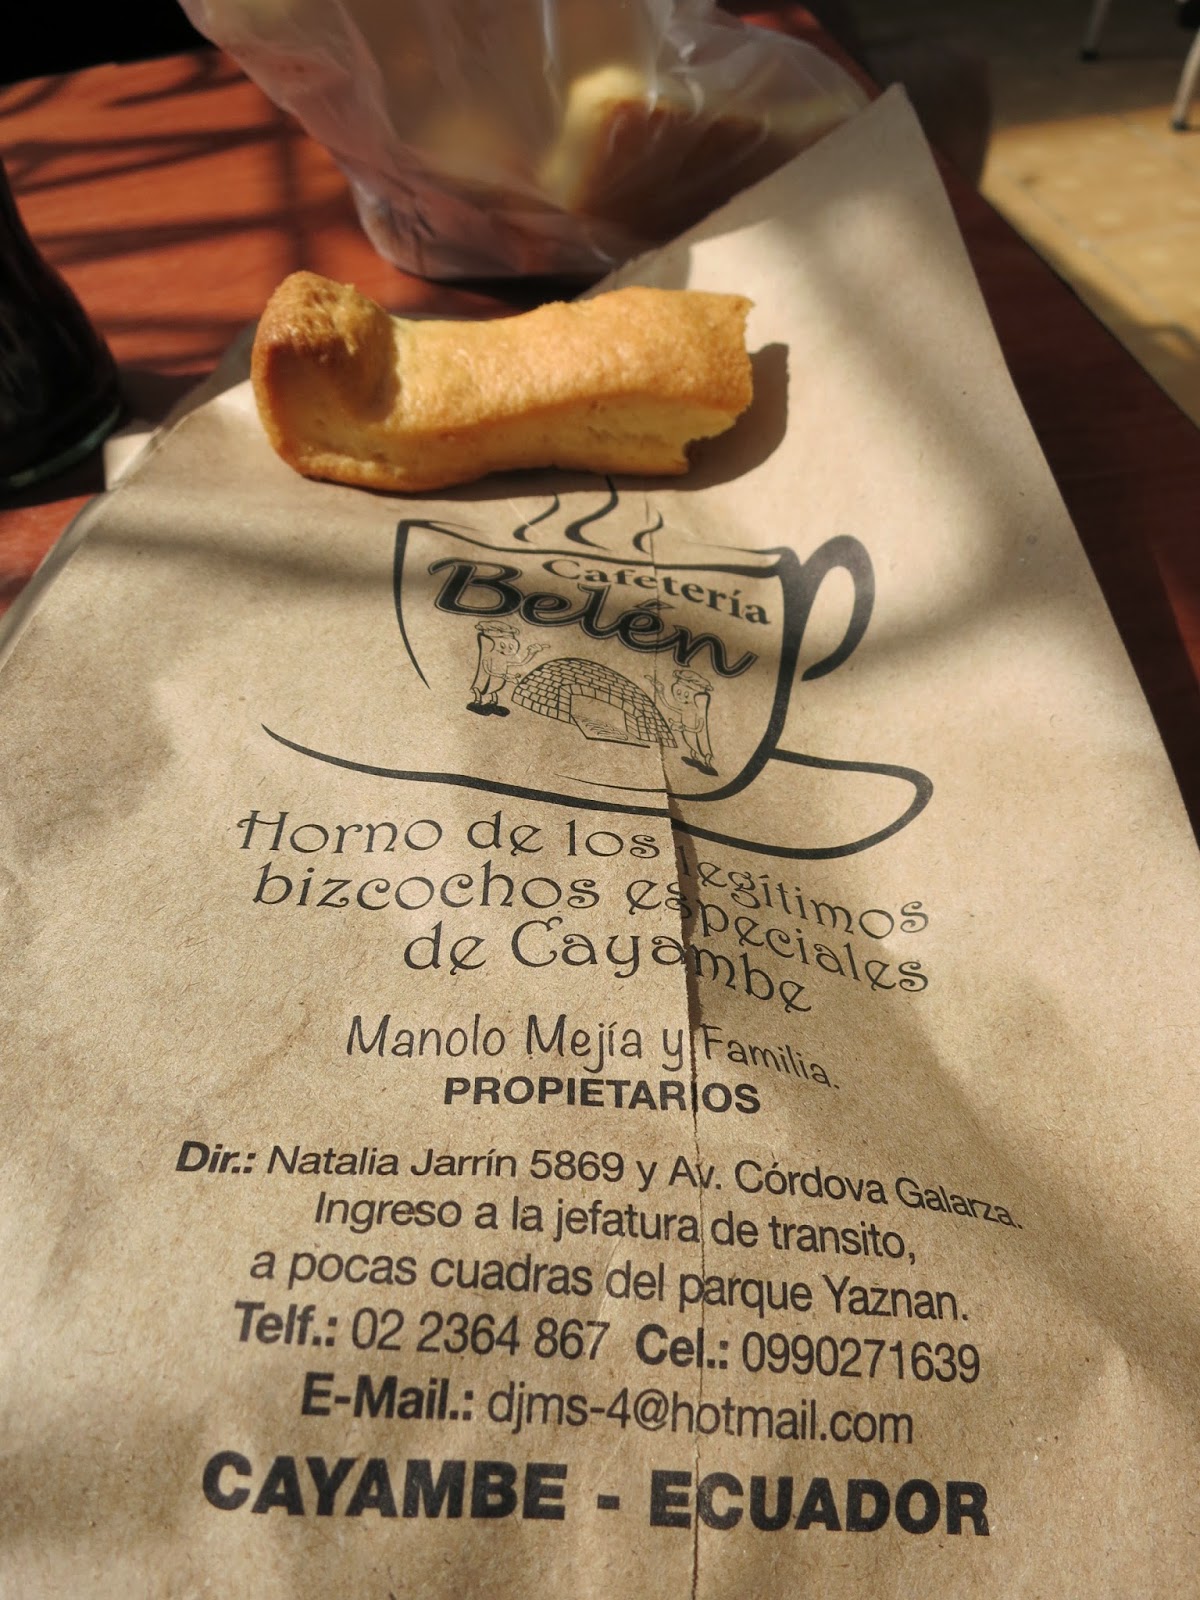 Cafetería
Belén
Horno de los legítimos
bizcochos especiales
de Cayambe
Manolo Mejía y Familia.
PROPIETARIOS
Dir.: Natalia Jarrín 5869 y Av. Córdova Galarza.
Ingreso a la jefatura de transito,
a pocas cuadras del parque Yaznan.
Telf.: 02 2364 867 Cel.: 0990271639
E-Mail.: djms-4@hotmail.com
CAYAMBE - ECUADOR